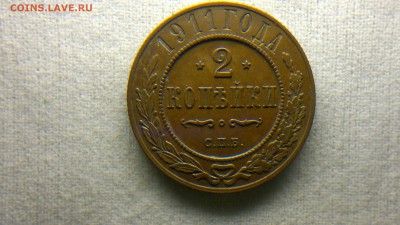 COINS.LAVE.RU
1911 ГОДА
2
КОПѢЙКИ
С.П.Б.